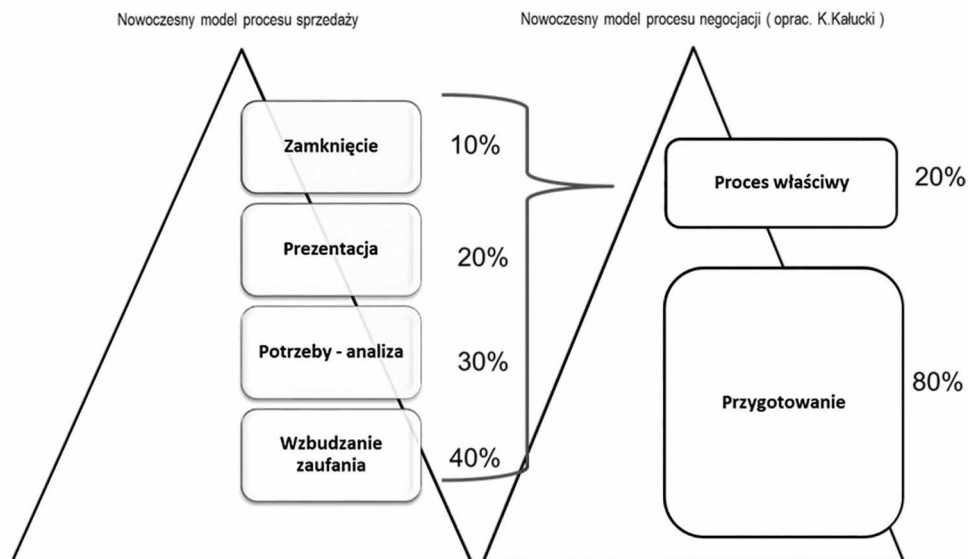 Nowoczesny model procesu sprzedaży
Zamknięcie
10%
Prezentacja
20%
Potrzeby - analiza
30%
Wzbudzanie
zaufania
40%
Nowoczesny model procesu negocjacji ( oprac. K.Kałucki )
Proces właściwy
20%
Przygotowanie
80%